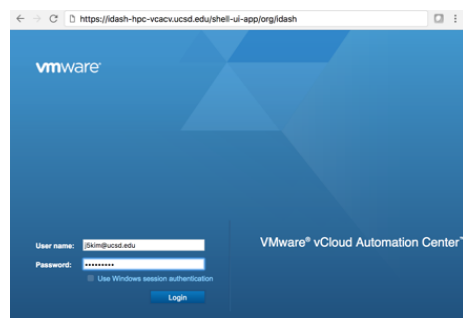 https://idash-hpc-vcacv.ucsd.edu/shell-ui-app/org/idash
vmware®
User name: j5kim@ucsd.edu
Password: •••••••••
Use Windows session authentication
Login
VMware® vCloud Automation Center™